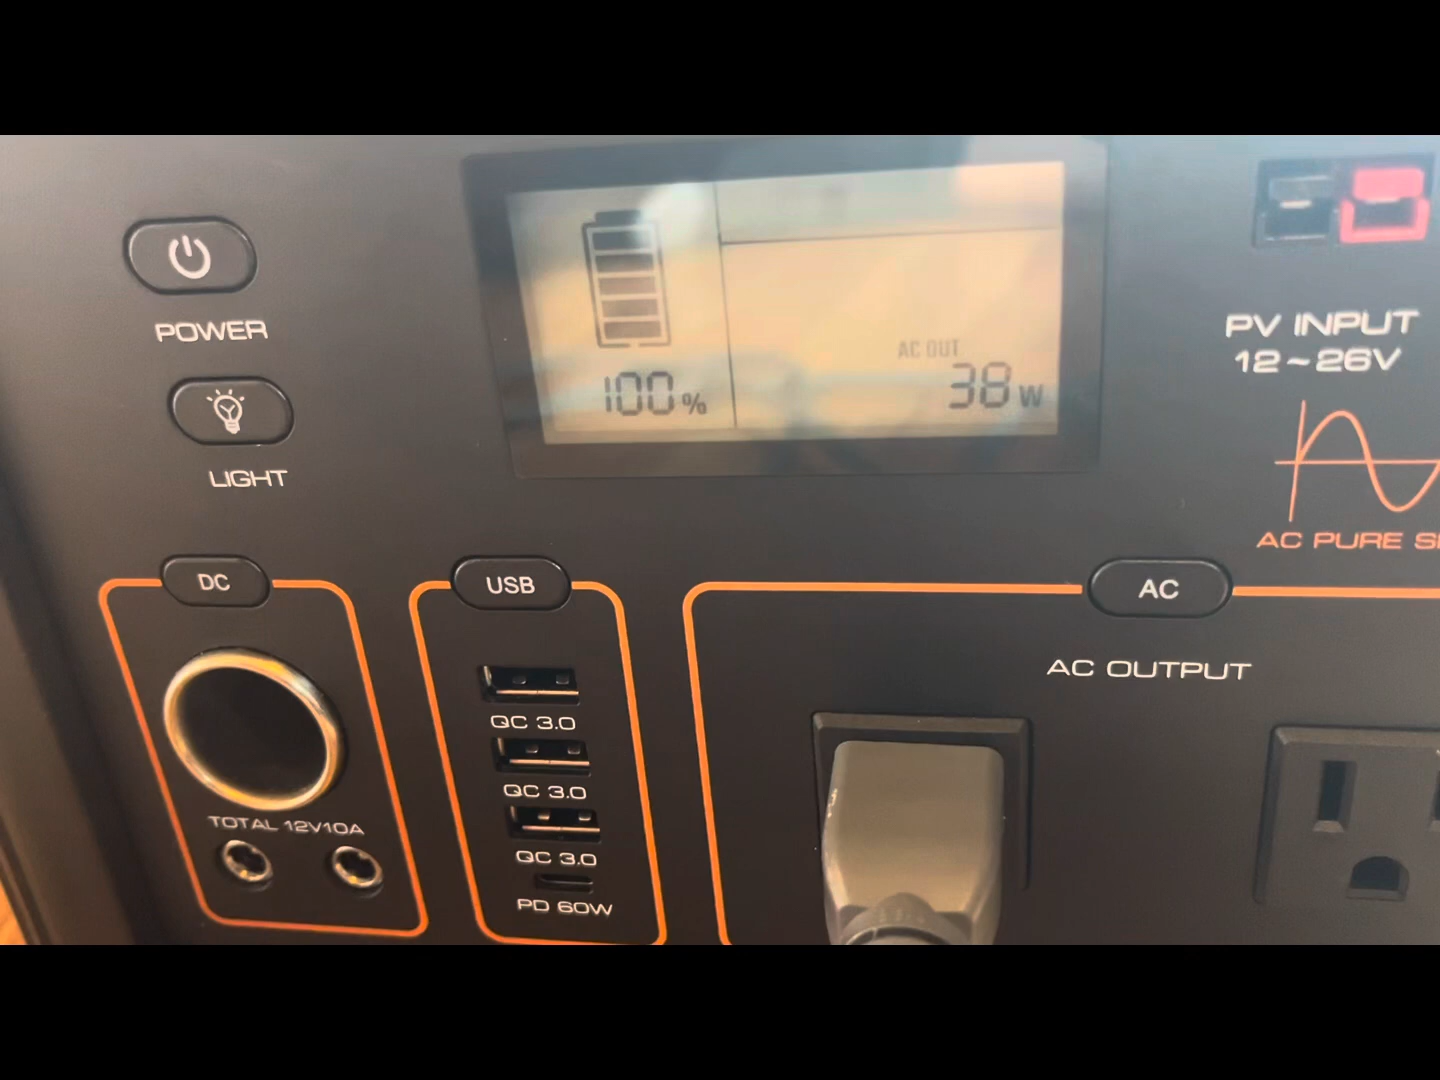 POWER
LIGHT
100%
AC OUT
38W
PV INPUT
12~26V
AC PURE
DC
TOTAL 12V10A
USB
QC 3.0
QC 3.0
QC 3.0
PD 60W
AC
AC OUTPUT